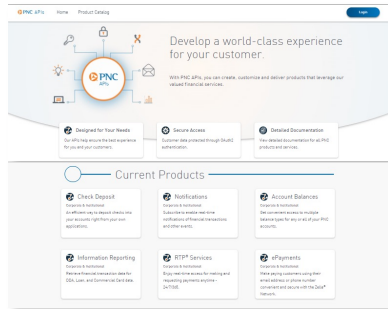 PNC APIs
Home
Product Catalog
Login
Develop a world-class experience
for your customer.
With PNC APIs, you can create, customize and deliver products that leverage our
valued financial services.
PNC
APIs
Designed for Your Needs
Our APIs help ensure the best experience
for you and your customers.
Secure Access
Customer data protected through OAuth2
authentication.
Detailed Documentation
View detailed documentation for all PNC
products and services.
Current Products
Check Deposit
Corporate & Institutional
An efficient way to deposit checks into
your accounts right from your own
applications.
Notifications
Corporate & Institutional
Subscribe to enable real-time
notifications of financial transactions
and other events.
Account Balances
Corporate & Institutional
Get convenient access to multiple
balance types for any or all of your PNC
accounts.
Information Reporting
Corporate & Institutional
Retrieve financial transaction data for
DDA, Loan, and Commercial Card data.
RTP® Services
Corporate & Institutional
Enjoy real-time access for making and
requesting payments anytime -
24/7/365.
ePayments
Corporate & Institutional
Make paying customers using their
email address or phone number
convenient and secure with the Zelle®
Network.